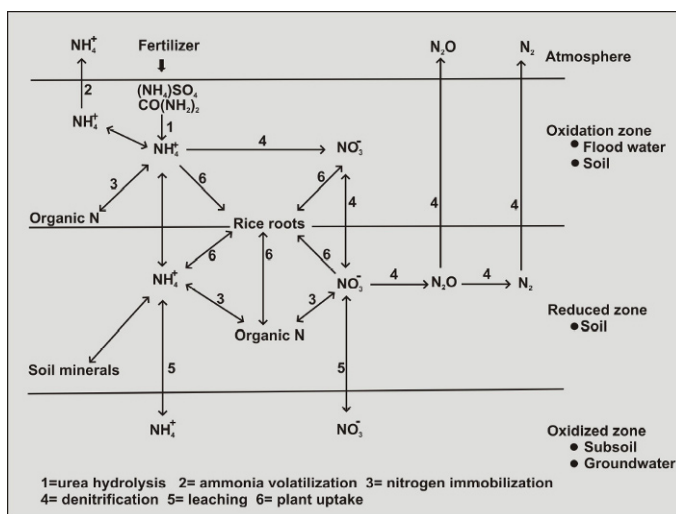 NH₄⁺ Fertilizer N₂O N₂ Atmosphere
2 (NH₄)SO₄
CO(NH₂)₂
NH₄⁺ 1 Oxidation zone
NH₄⁺ 4 NO₃⁻ ● Flood water
● Soil
3 6 6 4 4 4
Organic N Rice roots
6 6 6
NH₄⁺ NO₃⁻ 4 N₂O 4 N₂
3 3 Reduced zone
Organic N ● Soil
Soil minerals 5 5
NH₄⁺ NO₃⁻ Oxidized zone
● Subsoil
● Groundwater
1=urea hydrolysis 2= ammonia volatilization 3= nitrogen immobilization
4= denitrification 5= leaching 6= plant uptake